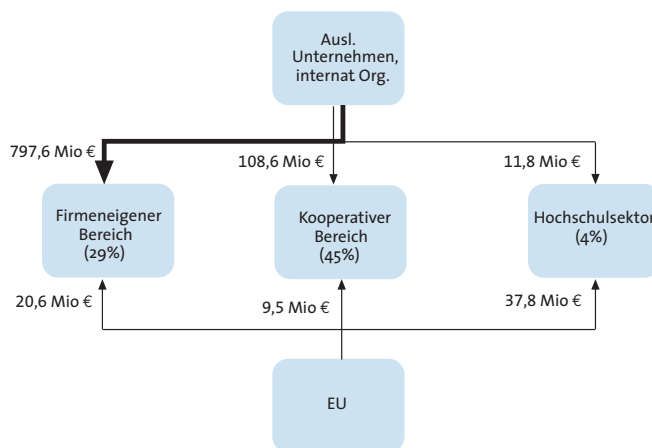 Ausl.
Unternehmen,
internat Org.
797,6 Mio €
108,6 Mio €
11,8 Mio €
Firmeneigener
Bereich
(29%)
Kooperativer
Bereich
(45%)
Hochschulsektor
(4%)
20,6 Mio €
9,5 Mio €
37,8 Mio €
EU